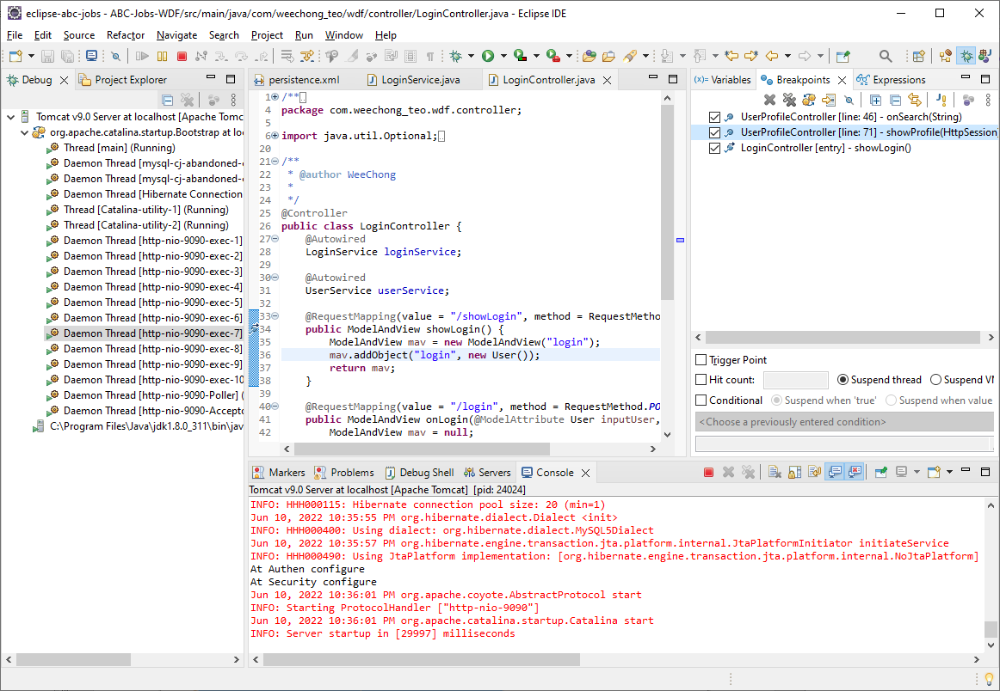 eclipse-abc-jobs - ABC-Jobs-WDF/src/main/java/com/weechong_teo/wdf/controller/LoginController.java - Eclipse IDE
File Edit Source Refactor Navigate Search Project Run Window Help
Debug Project Explorer
Tomcat v9.0 Server at localhost [Apache Tomc
org.apache.catalina.startup.Bootstrap at lo
Thread [main] (Running)
Daemon Thread [mysql-cj-abandoned-
Daemon Thread [mysql-cj-abandoned-
Daemon Thread [Hibernate Connection
Thread [Catalina-utility-1] (Running)
Thread [Catalina-utility-2] (Running)
Daemon Thread [http-nio-9090-exec-1]
Daemon Thread [http-nio-9090-exec-2]
Daemon Thread [http-nio-9090-exec-3]
Daemon Thread [http-nio-9090-exec-4]
Daemon Thread [http-nio-9090-exec-5]
Daemon Thread [http-nio-9090-exec-6]
Daemon Thread [http-nio-9090-exec-7]
Daemon Thread [http-nio-9090-exec-8]
Daemon Thread [http-nio-9090-exec-9]
Daemon Thread [http-nio-9090-exec-10
Daemon Thread [http-nio-9090-Poller] (
Daemon Thread [http-nio-9090-Accepto
C:\Program Files\Java\jdk1.8.0_311\bin\jav
persistence.xml LoginService.java LoginController.java
1 /**
4 package com.weechong_teo.wdf.controller;
5
6 import java.util.Optional;
20
21 /**
22 * @author WeeChong
23 *
24 */
25 @Controller
26 public class LoginController {
27 @Autowired
28 LoginService loginService;
29
30 @Autowired
31 UserService userService;
32
33 @RequestMapping(value = "/showLogin", method = RequestMetho
34 public ModelAndView showLogin() {
35 ModelAndView mav = new ModelAndView("login");
36 mav.addObject("login", new User());
37 return mav;
38 }
39
40 @RequestMapping(value = "/login", method = RequestMethod.PO
41 public ModelAndView onLogin(@ModelAttribute User inputUser,
42 ModelAndView mav = null;
(x)= Variables Breakpoints Expressions
UserProfileController [line: 46] - onSearch(String)
UserProfileController [line: 71] - showProfile(HttpSession
LoginController [entry] - showLogin()
Trigger Point
Hit count: Suspend thread Suspend VM
Conditional Suspend when 'true' Suspend when value
<Choose a previously entered condition>
Markers Problems Debug Shell Servers Console
Tomcat v9.0 Server at localhost [Apache Tomcat] [pid: 24024]
INFO: HHH000115: Hibernate connection pool size: 20 (min=1)
Jun 10, 2022 10:35:55 PM org.hibernate.dialect.Dialect <init>
INFO: HHH000400: Using dialect: org.hibernate.dialect.MySQL5Dialect
Jun 10, 2022 10:35:57 PM org.hibernate.engine.transaction.jta.platform.internal.JtaPlatformInitiator initiateService
INFO: HHH000490: Using JtaPlatform implementation: [org.hibernate.engine.transaction.jta.platform.internal.NoJtaPlatform]
At Authen configure
At Security configure
Jun 10, 2022 10:36:01 PM org.apache.coyote.AbstractProtocol start
INFO: Starting ProtocolHandler ["http-nio-9090"]
Jun 10, 2022 10:36:01 PM org.apache.catalina.startup.Catalina start
INFO: Server startup in [29997] milliseconds